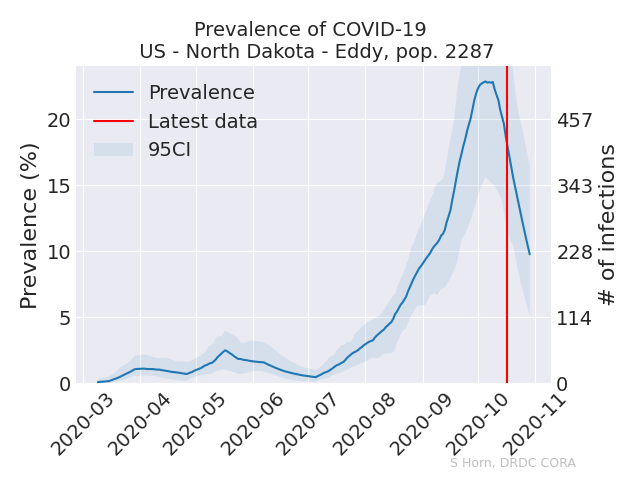 Prevalence of COVID-19
US - North Dakota - Eddy, pop. 2287
Prevalence
Latest data
95CI
Prevalence (%)
20
15
10
5
0
# of infections
457
343
228
114
0
2020-03
2020-04
2020-05
2020-06
2020-07
2020-08
2020-09
2020-10
2020-11
S Horn, DRDC CORA